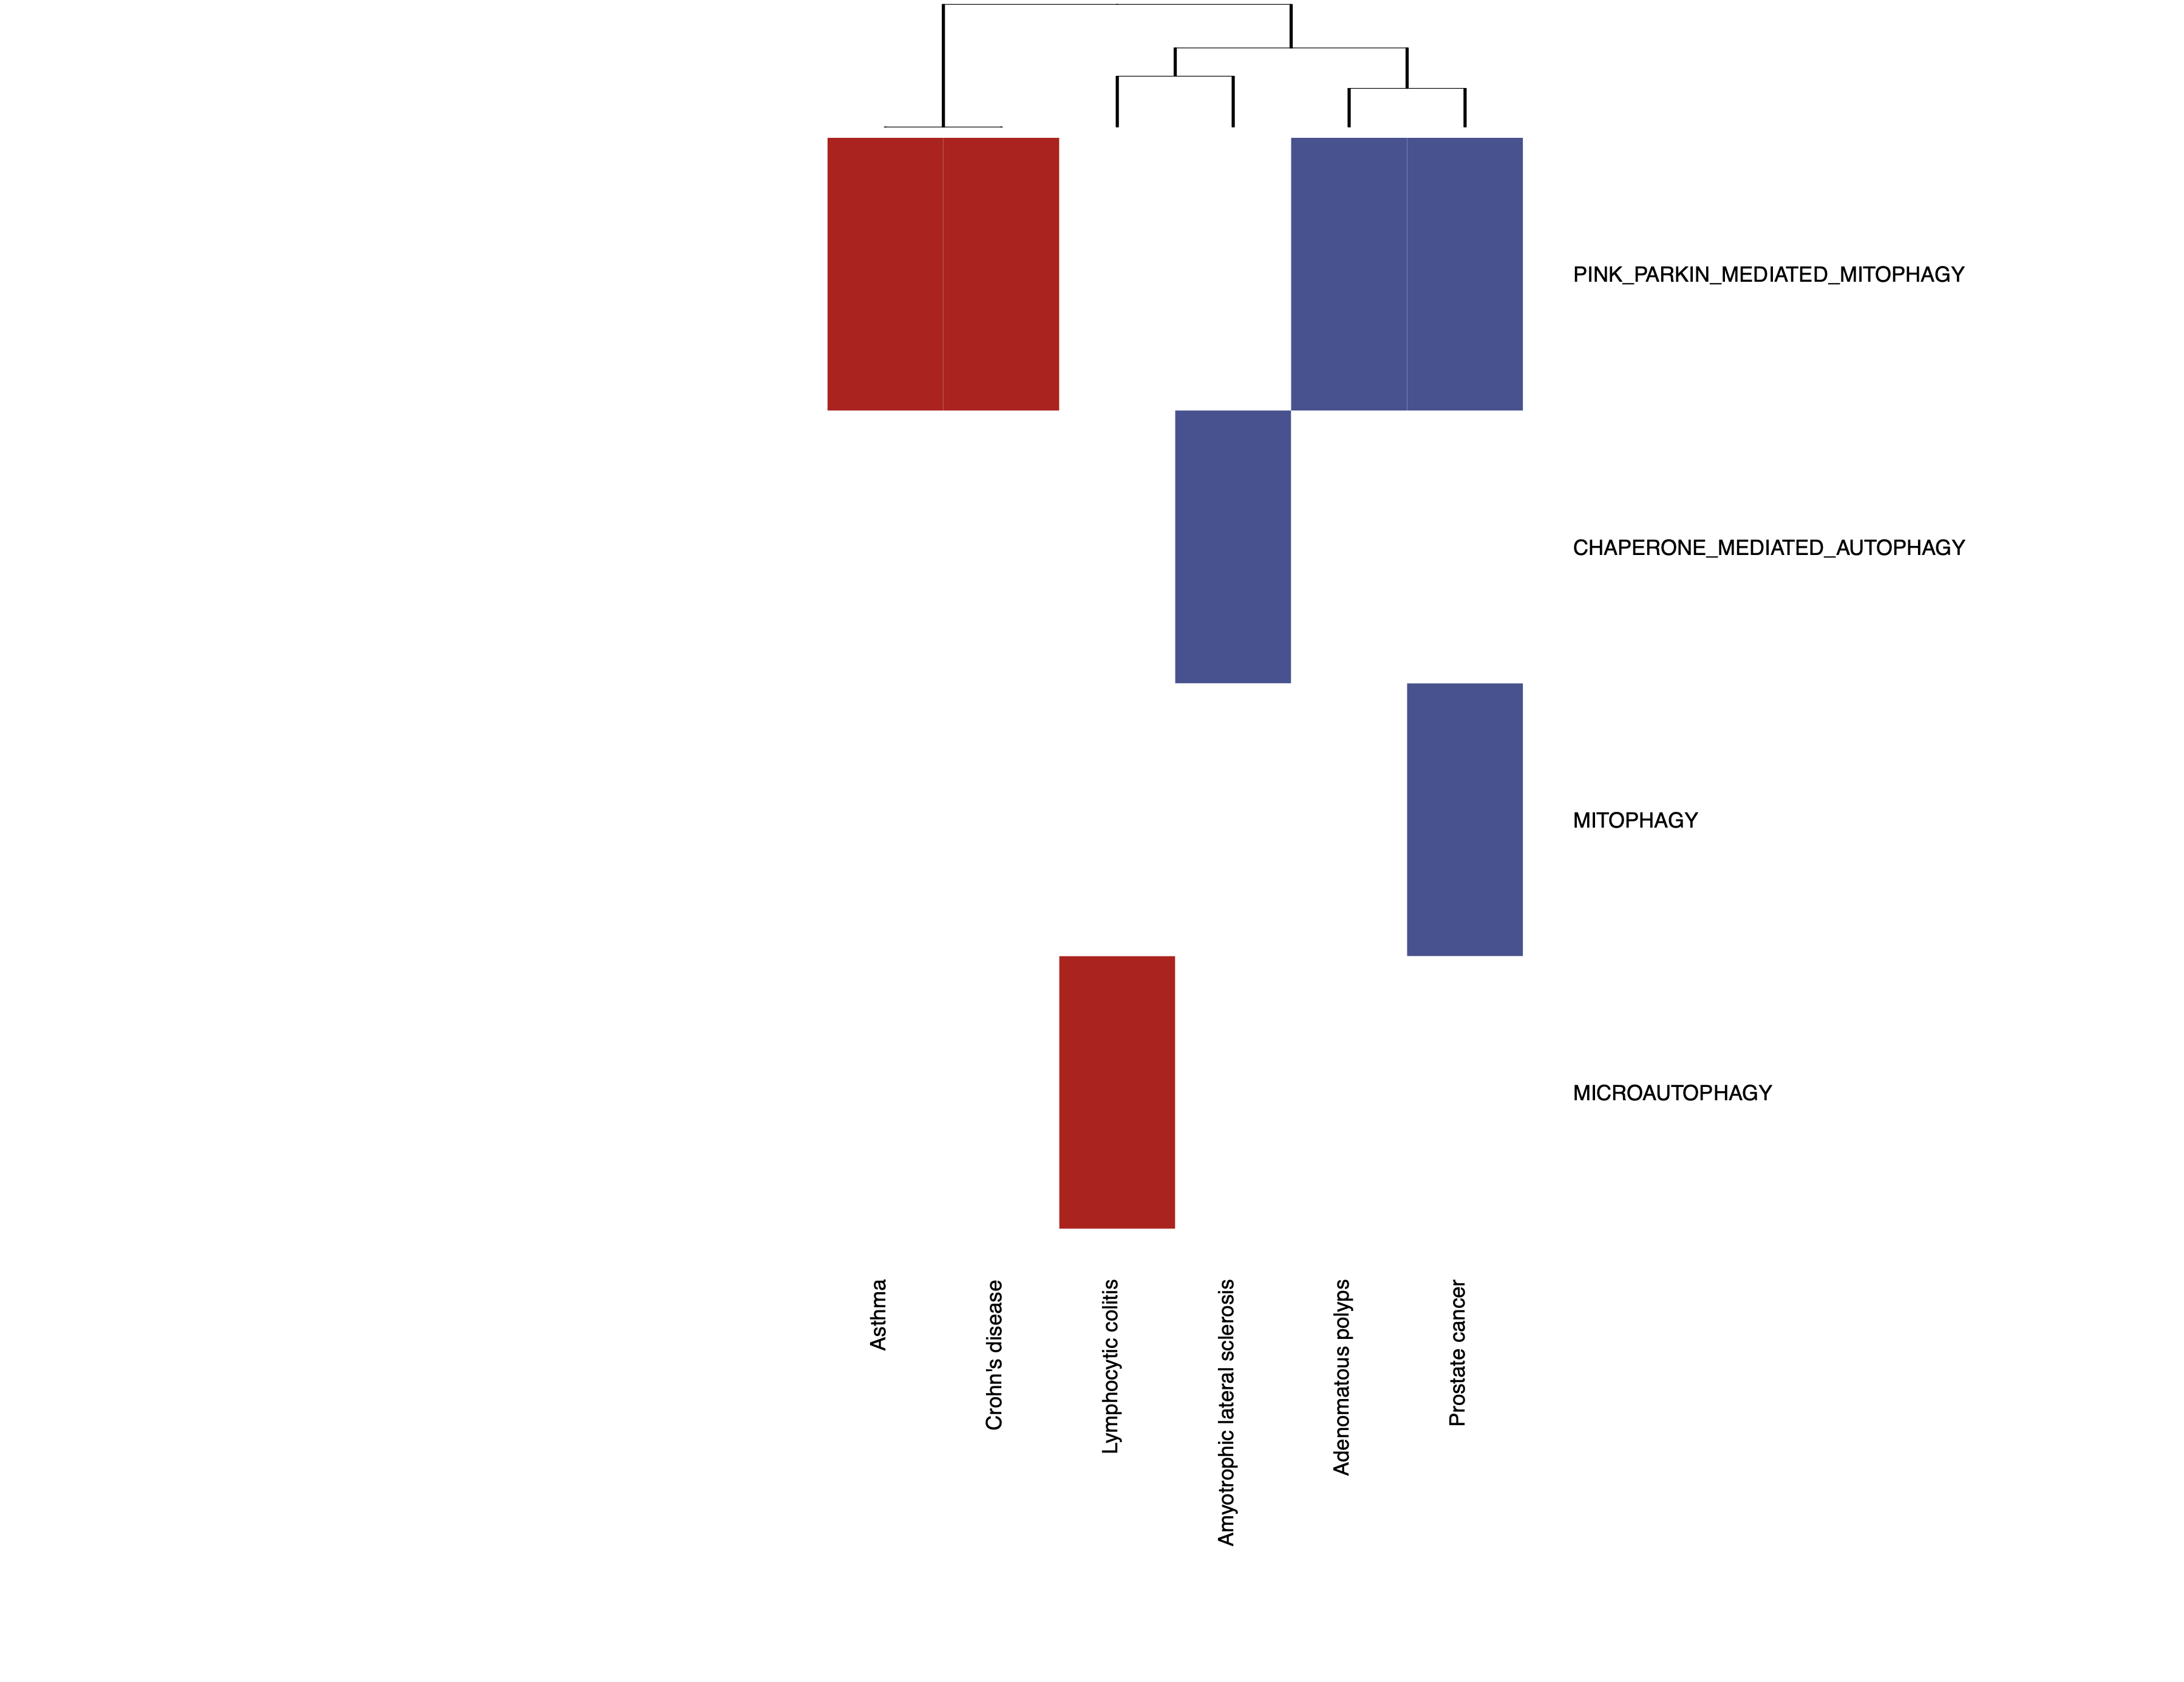 PINK_PARKIN_MEDIATED_MITOPHAGY
CHAPERONE_MEDIATED_AUTOPHAGY
MITOPHAGY
MICROAUTOPHAGY
Asthma
Crohn's disease
Lymphocytic colitis
Amyotrophic lateral sclerosis
Adenomatous polyps
Prostate cancer